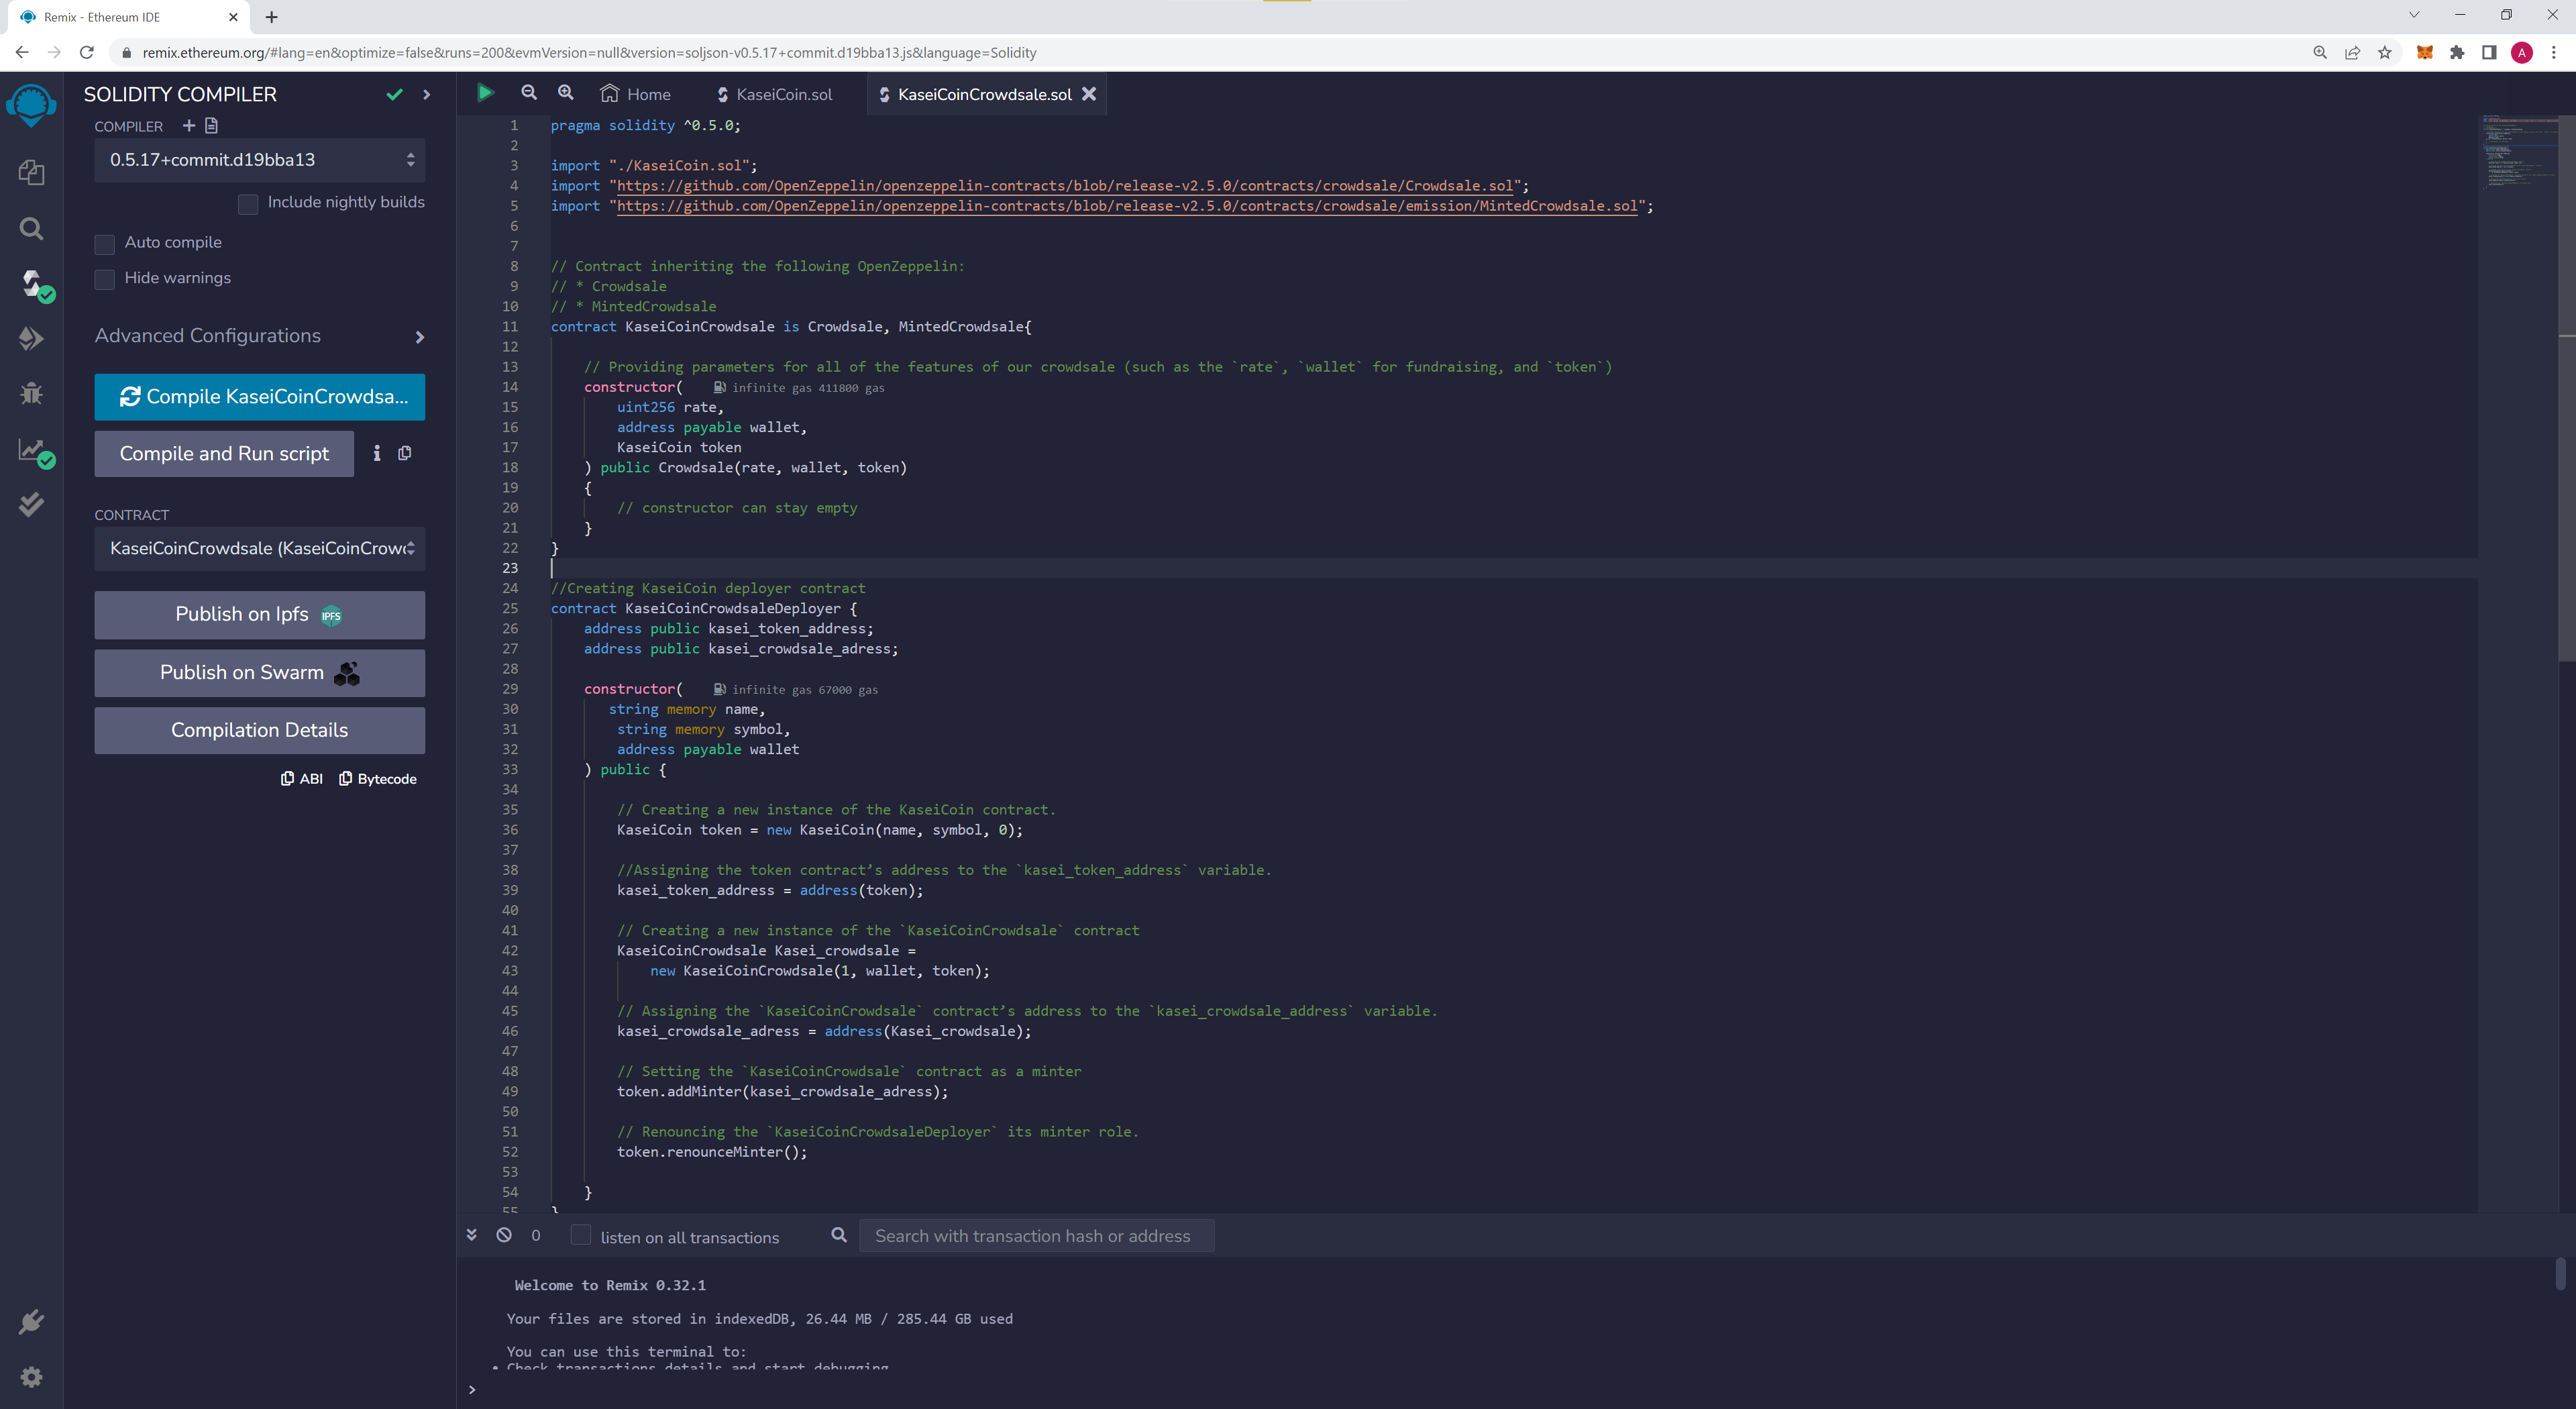 Remix - Ethereum IDE
remix.ethereum.org/#lang=en&optimize=false&runs=200&evmVersion=null&version=soljson-v0.5.17+commit.d19bba13.js&language=Solidity
A
SOLIDITY COMPILER
COMPILER
0.5.17+commit.d19bba13
Include nightly builds
Auto compile
Hide warnings
Advanced Configurations
Compile KaseiCoinCrowdsa...
Compile and Run script
CONTRACT
KaseiCoinCrowdsale (KaseiCoinCrow
Publish on Ipfs IPFS
Publish on Swarm
Compilation Details
ABI Bytecode
Home KaseiCoin.sol KaseiCoinCrowdsale.sol
1 pragma solidity ^0.5.0;
2
3 import "./KaseiCoin.sol";
4 import "https://github.com/OpenZeppelin/openzeppelin-contracts/blob/release-v2.5.0/contracts/crowdsale/Crowdsale.sol";
5 import "https://github.com/OpenZeppelin/openzeppelin-contracts/blob/release-v2.5.0/contracts/crowdsale/emission/MintedCrowdsale.sol";
6
7
8 // Contract inheriting the following OpenZeppelin:
9 // * Crowdsale
10 // * MintedCrowdsale
11 contract KaseiCoinCrowdsale is Crowdsale, MintedCrowdsale{
12
13 // Providing parameters for all of the features of our crowdsale (such as the `rate`, `wallet` for fundraising, and `token`)
14 constructor( infinite gas 411800 gas
15 uint256 rate,
16 address payable wallet,
17 KaseiCoin token
18 ) public Crowdsale(rate, wallet, token)
19 {
20 // constructor can stay empty
21 }
22 }
23
24 //Creating KaseiCoin deployer contract
25 contract KaseiCoinCrowdsaleDeployer {
26 address public kasei_token_address;
27 address public kasei_crowdsale_adress;
28
29 constructor( infinite gas 67000 gas
30 string memory name,
31 string memory symbol,
32 address payable wallet
33 ) public {
34
35 // Creating a new instance of the KaseiCoin contract.
36 KaseiCoin token = new KaseiCoin(name, symbol, 0);
37
38 //Assigning the token contract’s address to the `kasei_token_address` variable.
39 kasei_token_address = address(token);
40
41 // Creating a new instance of the `KaseiCoinCrowdsale` contract
42 KaseiCoinCrowdsale Kasei_crowdsale =
43 new KaseiCoinCrowdsale(1, wallet, token);
44
45 // Assigning the `KaseiCoinCrowdsale` contract’s address to the `kasei_crowdsale_address` variable.
46 kasei_crowdsale_adress = address(Kasei_crowdsale);
47
48 // Setting the `KaseiCoinCrowdsale` contract as a minter
49 token.addMinter(kasei_crowdsale_adress);
50
51 // Renouncing the `KaseiCoinCrowdsaleDeployer` its minter role.
52 token.renounceMinter();
53
54 }
55 }
0 listen on all transactions Search with transaction hash or address
Welcome to Remix 0.32.1
Your files are stored in indexedDB, 26.44 MB / 285.44 GB used
You can use this terminal to:
• Check transactions details and start debugging
>